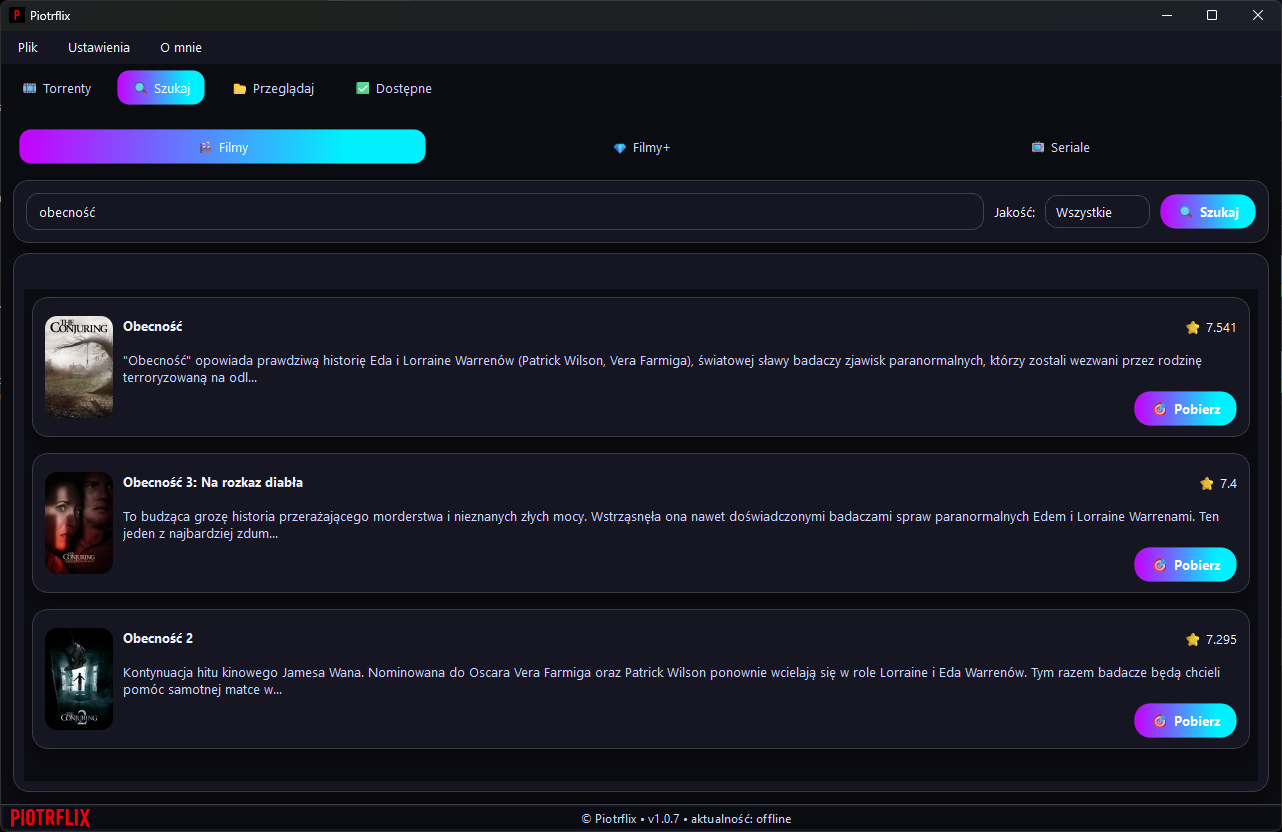 P Piotrflix
Plik Ustawienia O mnie
Torrenty Szukaj Przeglądaj Dostępne
Filmy Filmy+ Seriale
obecność Jakość: Wszystkie Szukaj
THE CONJURING
Obecność 7.541
"Obecność" opowiada prawdziwą historię Eda i Lorraine Warrenów (Patrick Wilson, Vera Farmiga), światowej sławy badaczy zjawisk paranormalnych, którzy zostali wezwani przez rodzinę
terroryzowaną na odl...
Pobierz
Obecność 3: Na rozkaz diabła 7.4
To budząca grozę historia przerażającego morderstwa i nieznanych złych mocy. Wstrząsnęła ona nawet doświadczonymi badaczami spraw paranormalnych Edem i Lorraine Warrenami. Ten
jeden z najbardziej zdum...
CONJURING
Pobierz
Obecność 2 7.295
Kontynuacja hitu kinowego Jamesa Wana. Nominowana do Oscara Vera Farmiga oraz Patrick Wilson ponownie wcielają się w role Lorraine i Eda Warrenów. Tym razem badacze będą chcieli
pomóc samotnej matce w...
THE CONJURING 2
Pobierz
PIOTRFLIX © Piotrflix • v1.0.7 • aktualność: offline